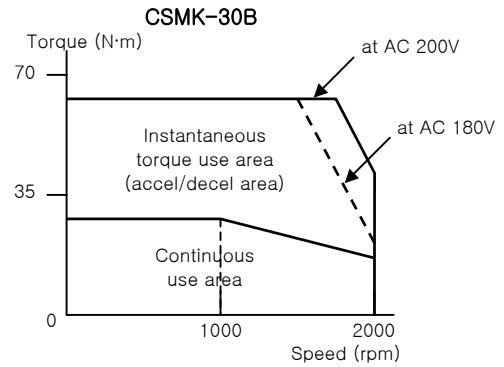 CSMK-30B
Torque (N·m)
70
at AC 200V
at AC 180V
Instantaneous
torque use area
(accel/decel area)
35
Continuous
use area
0
1000
2000
Speed (rpm)